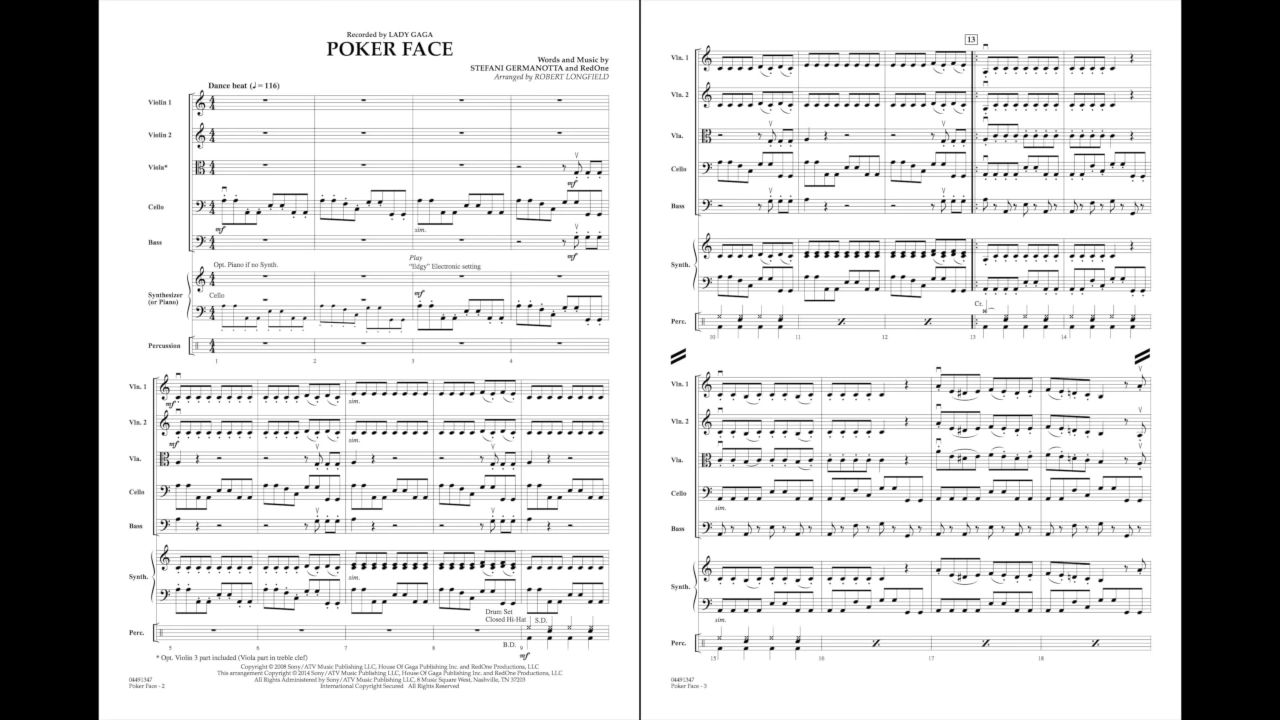 Recorded by LADY GAGA
POKER FACE
Words and Music by
STEFANI GERMANOTTA and RedOne
Arranged by ROBERT LONGFIELD
Dance beat (♩ = 116)
Violin 1
Violin 2
Viola*
mf
Cello
mf
sim.
Bass
mf
Play
Opt. Piano if no Synth.
"Edgy" Electronic setting
Synthesizer
(or Piano)
Cello
mf
Percussion
1 2 3 4
Vln. 1
mf
sim.
Vln. 2
mf
sim.
Vla.
Cello
Bass
Synth.
sim.
Drum Set
Closed Hi-Hat
S.D.
Perc.
B.D.
mf
5 6 7 8 9
* Opt. Violin 3 part included (Viola part in treble clef)
Copyright © 2008 Sony/ATV Music Publishing LLC, House Of Gaga Publishing Inc. and RedOne Productions, LLC
This arrangement Copyright © 2014 Sony/ATV Music Publishing LLC, House Of Gaga Publishing Inc. and RedOne Productions, LLC
All Rights Administered by Sony/ATV Music Publishing LLC, 8 Music Square West, Nashville, TN 37203
International Copyright Secured All Rights Reserved
04491347
Poker Face - 2
13
Vln. 1
Vln. 2
Vla.
Cello
Bass
Synth.
Cr.
Perc.
10 11 12 13 14
Vln. 1
Vln. 2
Vla.
Cello
sim.
Bass
Synth.
sim.
Perc.
15 16 17 18
04491347
Poker Face - 3